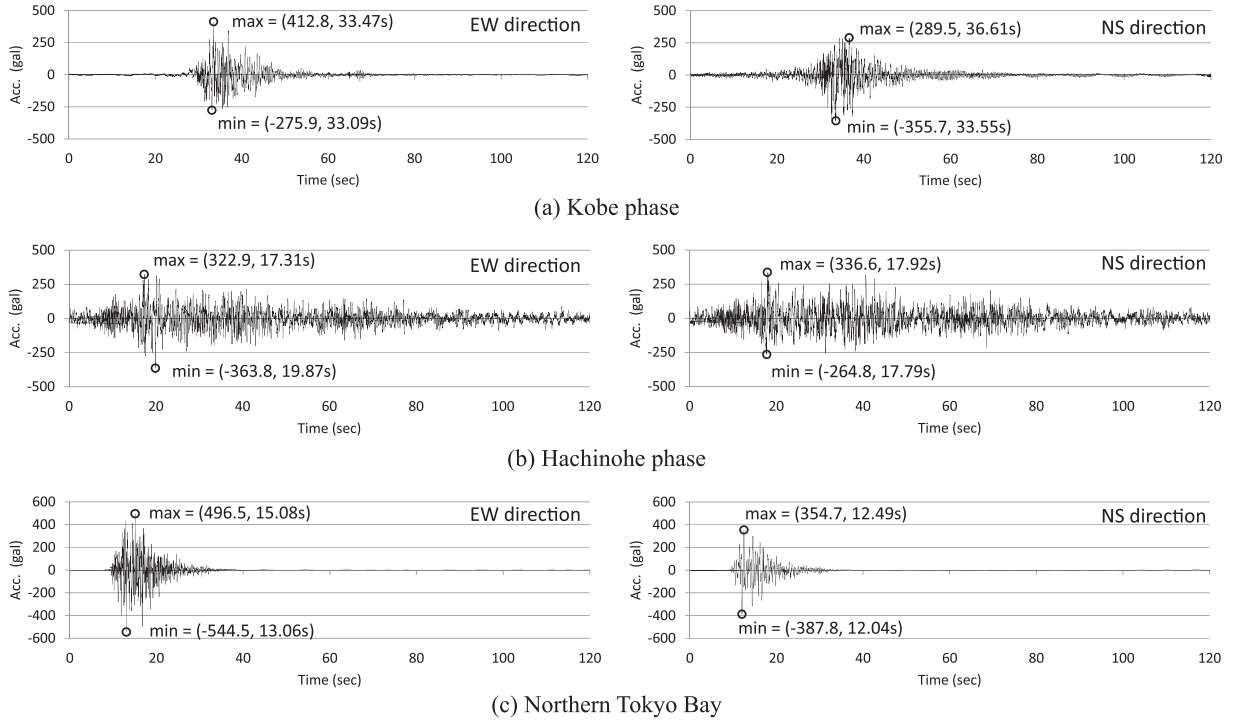 500
250
0
-250
-500
Acc. (gal)
max = (412.8, 33.47s)
EW direction
min = (-275.9, 33.09s)
0 20 40 60 80 100 120
Time (sec)
500
250
0
-250
-500
Acc. (gal)
max = (289.5, 36.61s)
NS direction
min = (-355.7, 33.55s)
0 20 40 60 80 100 120
Time (sec)
(a) Kobe phase
500
250
0
-250
-500
Acc. (gal)
max = (322.9, 17.31s)
EW direction
min = (-363.8, 19.87s)
0 20 40 60 80 100 120
Time (sec)
500
250
0
-250
-500
Acc. (gal)
max = (336.6, 17.92s)
NS direction
min = (-264.8, 17.79s)
0 20 40 60 80 100 120
Time (sec)
(b) Hachinohe phase
600
400
200
0
-200
-400
-600
Acc. (gal)
max = (496.5, 15.08s)
EW direction
min = (-544.5, 13.06s)
0 20 40 60 80 100 120
Time (sec)
600
400
200
0
-200
-400
-600
Acc. (gal)
max = (354.7, 12.49s)
NS direction
min = (-387.8, 12.04s)
0 20 40 60 80 100 120
Time (sec)
(c) Northern Tokyo Bay